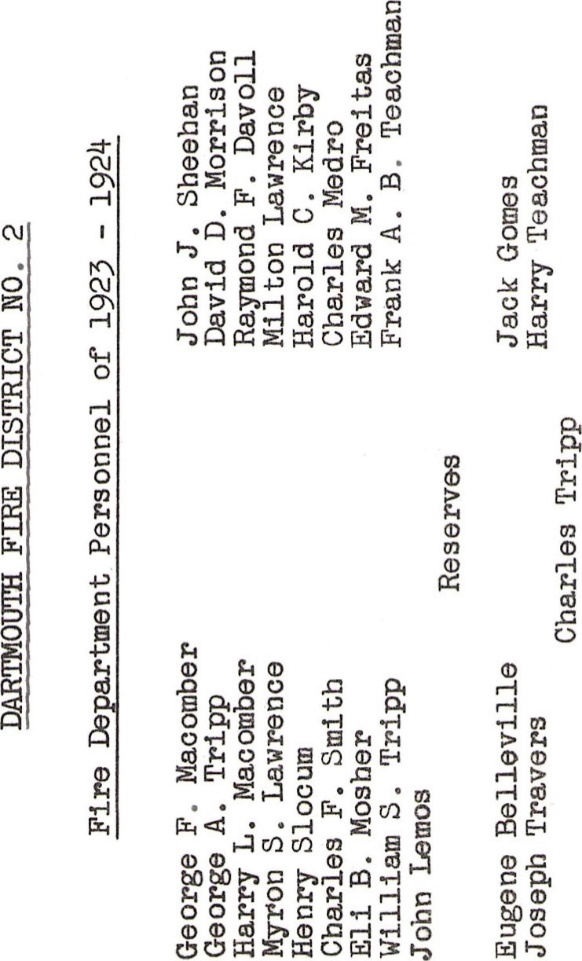 DARTMOUTH FIRE DISTRICT NO. 2
Fire Department Personnel of 1923 - 1924
George F. Macomber John J. Sheehan
George A. Tripp David D. Morrison
Harry L. Macomber Raymond F. Davoll
Myron S. Lawrence Milton Lawrence
Henry Slocum Harold C. Kirby
Charles F. Smith Charles Medro
Eli B. Mosher Edward M. Freitas
William S. Tripp Frank A. B. Teachman
John Lemos
Reserves
Eugene Belleville Jack Gomes
Joseph Travers Harry Teachman
Charles Tripp